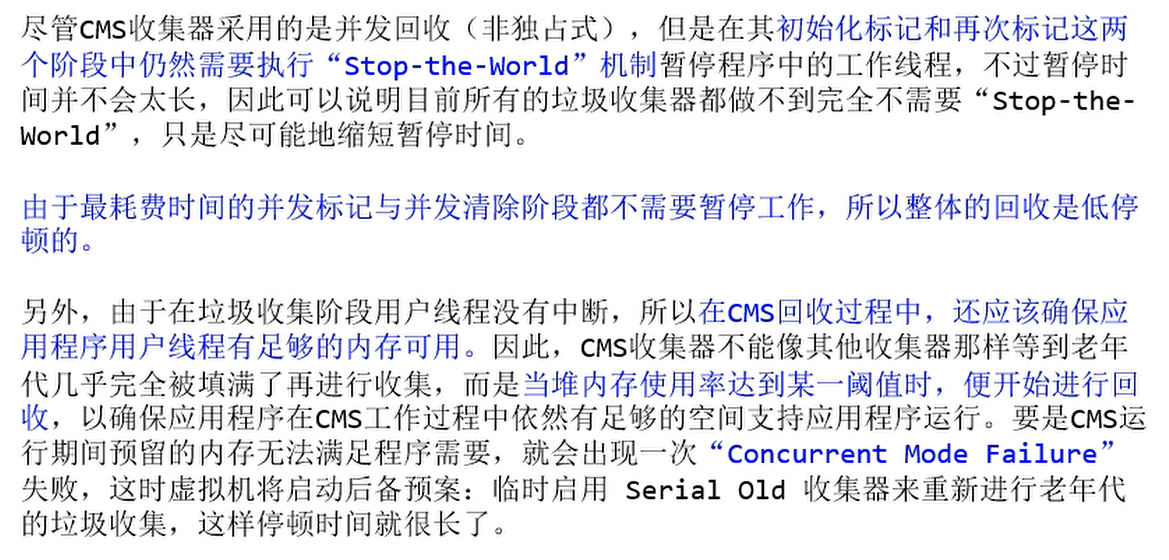 尽管CMS收集器采用的是并发回收（非独占式），但是在其初始化标记和再次标记这两
个阶段中仍然需要执行“Stop-the-World”机制暂停程序中的工作线程，不过暂停时
间并不会太长，因此可以说明目前所有的垃圾收集器都做不到完全不需要“Stop-the-
World”，只是尽可能地缩短暂停时间。
由于最耗费时间的并发标记与并发清除阶段都不需要暂停工作，所以整体的回收是低停
顿的。
另外，由于在垃圾收集阶段用户线程没有中断，所以在CMS回收过程中，还应该确保应
用程序用户线程有足够的内存可用。因此，CMS收集器不能像其他收集器那样等到老年
代几乎完全被填满了再进行收集，而是当堆内存使用率达到某一阈值时，便开始进行回
收，以确保应用程序在CMS工作过程中依然有足够的空间支持应用程序运行。要是CMS运
行期间预留的内存无法满足程序需要，就会出现一次“Concurrent Mode Failure”
失败，这时虚拟机将启动后备预案：临时启用 Serial Old 收集器来重新进行老年代
的垃圾收集，这样停顿时间就很长了。